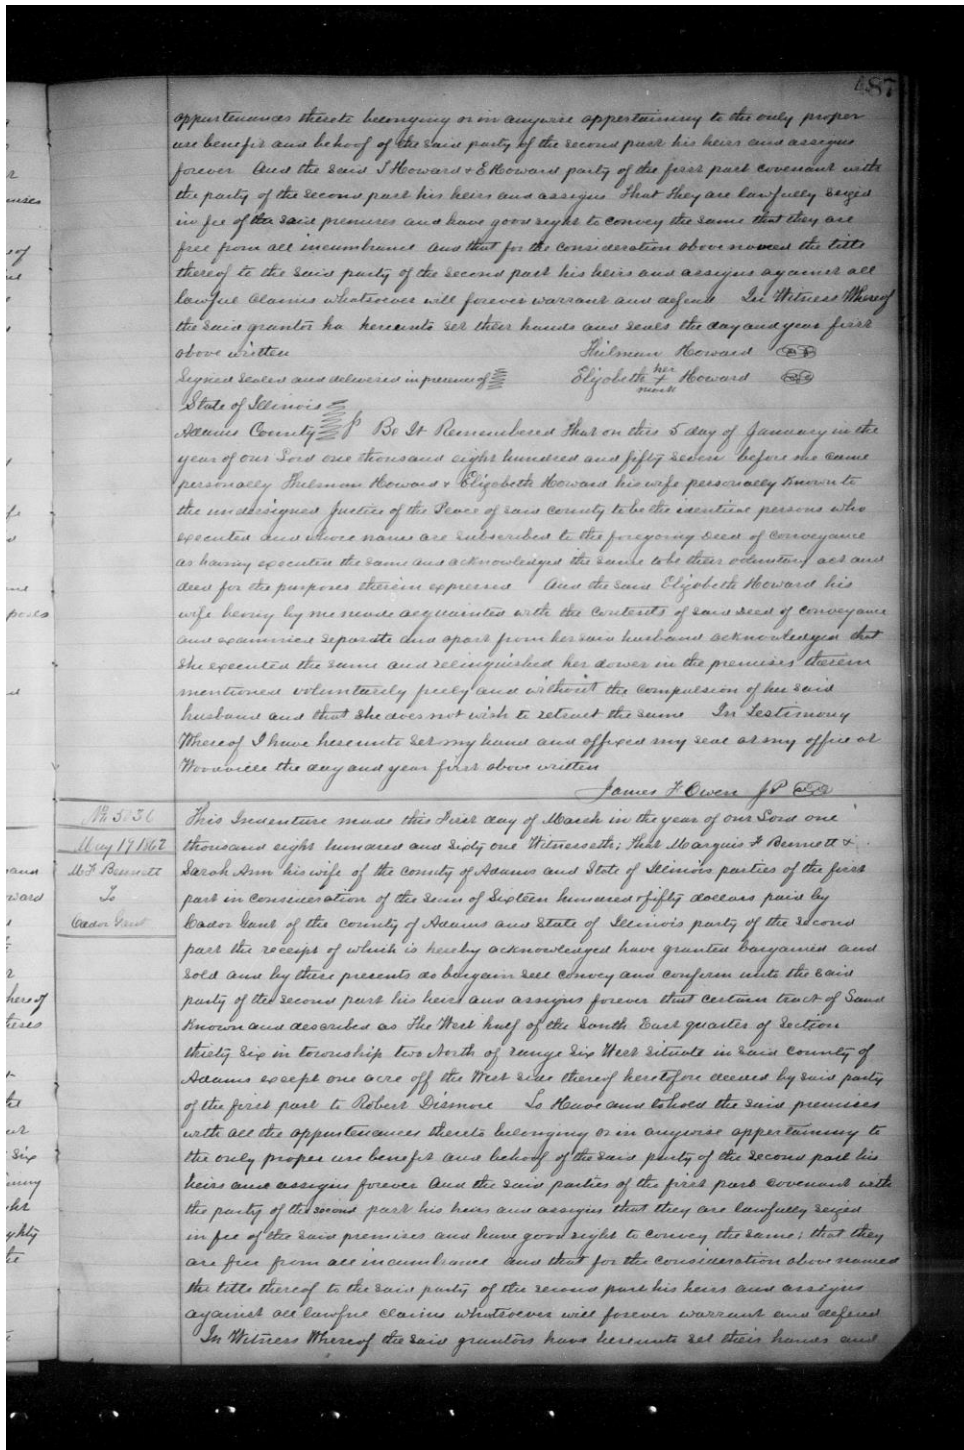 487
appurtenances thereto belonging or in anywise appertaining to the only proper
use benefit and behoof of the said party of the second part his heirs and assigns
forever And the said T Howard & E Howard party of the first part covenant with
the party of the second part his heirs and assigns That they are lawfully seized
in fee of the said premises and have good right to convey the same that they are
free from all incumbrance and that for the consideration above named the title
thereof to the said party of the second part his heirs and assigns against all
lawful claims whatsoever will forever warrant and defend In Witness Whereof
the said grantor ha hereunto set their hands and seals the day and year first
above written Thilman Howard
Signed Sealed and delivered in presence of Elizabeth her + mark Howard
State of Illinois
Adams County Be It Remembered That on this 5 day of January in the
year of our Lord one thousand eight hundred and fifty seven before me came
personally Thilman Howard & Elizabeth Howard his wife personally Known to
the undersigned Justice of the Peace of said county to be the identical persons who
executed and whose names are subscribed to the foregoing deed of conveyance
as having executed the same and acknowledged the same to be their voluntary act and
deed for the purposes therein expressed And the said Elizabeth Howard his
wife being by me made acquainted with the contents of said deed of conveyance
and examined separate and apart from her said husband acknowledged that
she executed the same and relinquished her dower in the premises therein
mentioned voluntarily freely and without the compulsion of her said
husband and that she does not wish to retract the same In Testimony
Whereof I have hereunto set my hand and affixed my seal at my office at
Woodville the day and year first above written
James F Owen J P
No 3036
May 19 1862
M F Bennett
To
Cador Gant
This Indenture made this First day of March in the year of our Lord one
thousand eight hundred and Sixty one Witnesseth; That Marquis F Bennett &
Sarah Ann his wife of the county of Adams and State of Illinois parties of the first
part in consideration of the sum of Sixteen hundred & fifty dollars paid by
Cador Gant of the county of Adams and State of Illinois party of the second
part the receipt of which is hereby acknowledged have granted bargained and
sold and by these presents do bargain sell convey and confirm unto the said
party of the second part his heirs and assigns forever that certain tract of Land
Known and described as The West half of the South East quarter of Section
thirty Six in township two North of range Six West situate in said county of
Adams except one acre off the West side thereof heretofore deeded by said party
of the first part to Robert Dismore To Have and to hold the said premises
with all the appurtenances thereto belonging or in anywise appertaining to
the only proper use benefit and behoof of the said party of the second part his
heirs and assigns forever And the said parties of the first part covenant with
the party of the second part his heirs and assigns that they are lawfully seized
in fee of the said premises and have good right to convey the same; that they
are free from all incumbrance and that for the consideration above named
the title thereof to the said party of the second part his heirs and assigns
against all lawful claims whatsoever will forever warrant and defend
In Witness Whereof the said grantors have hereunto set their hands and